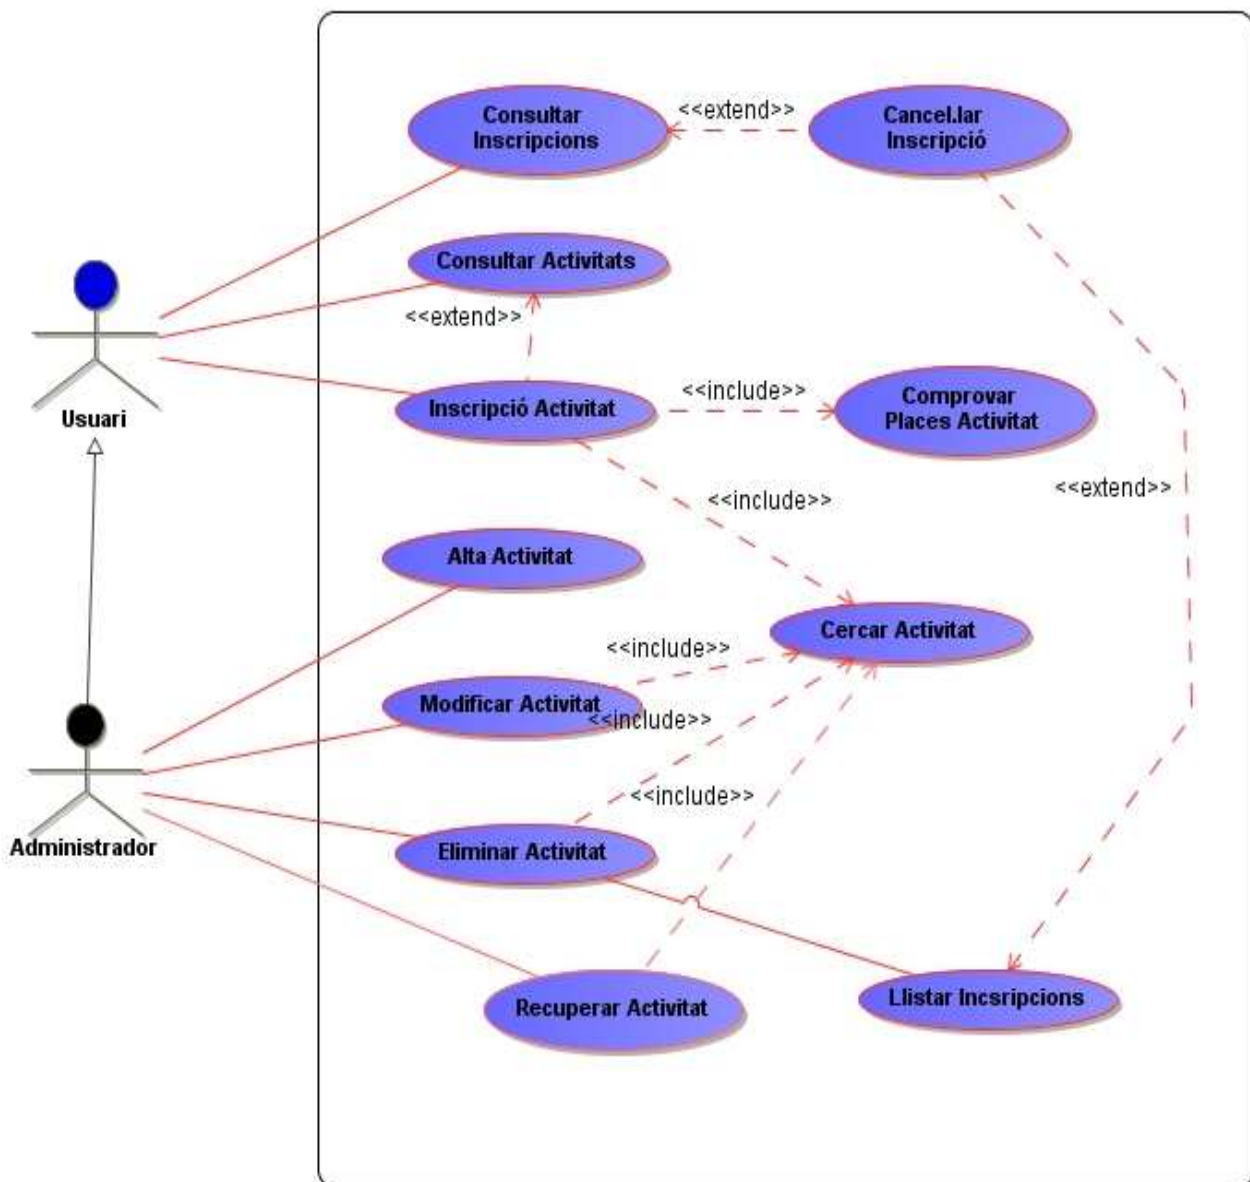 Consultar
Inscripcions
<<extend>>
Cancel.lar
Inscripció
Consultar Activitats
<<extend>>
Usuari
Inscripció Activitat
<<include>>
Comprovar
Places Activitat
<<include>>
<<extend>>
Alta Activitat
Cercar Activitat
<<include>>
Modificar Activitat
<<include>>
<<include>>
Administrador
Eliminar Activitat
Recuperar Activitat
Llistar Incsripcions